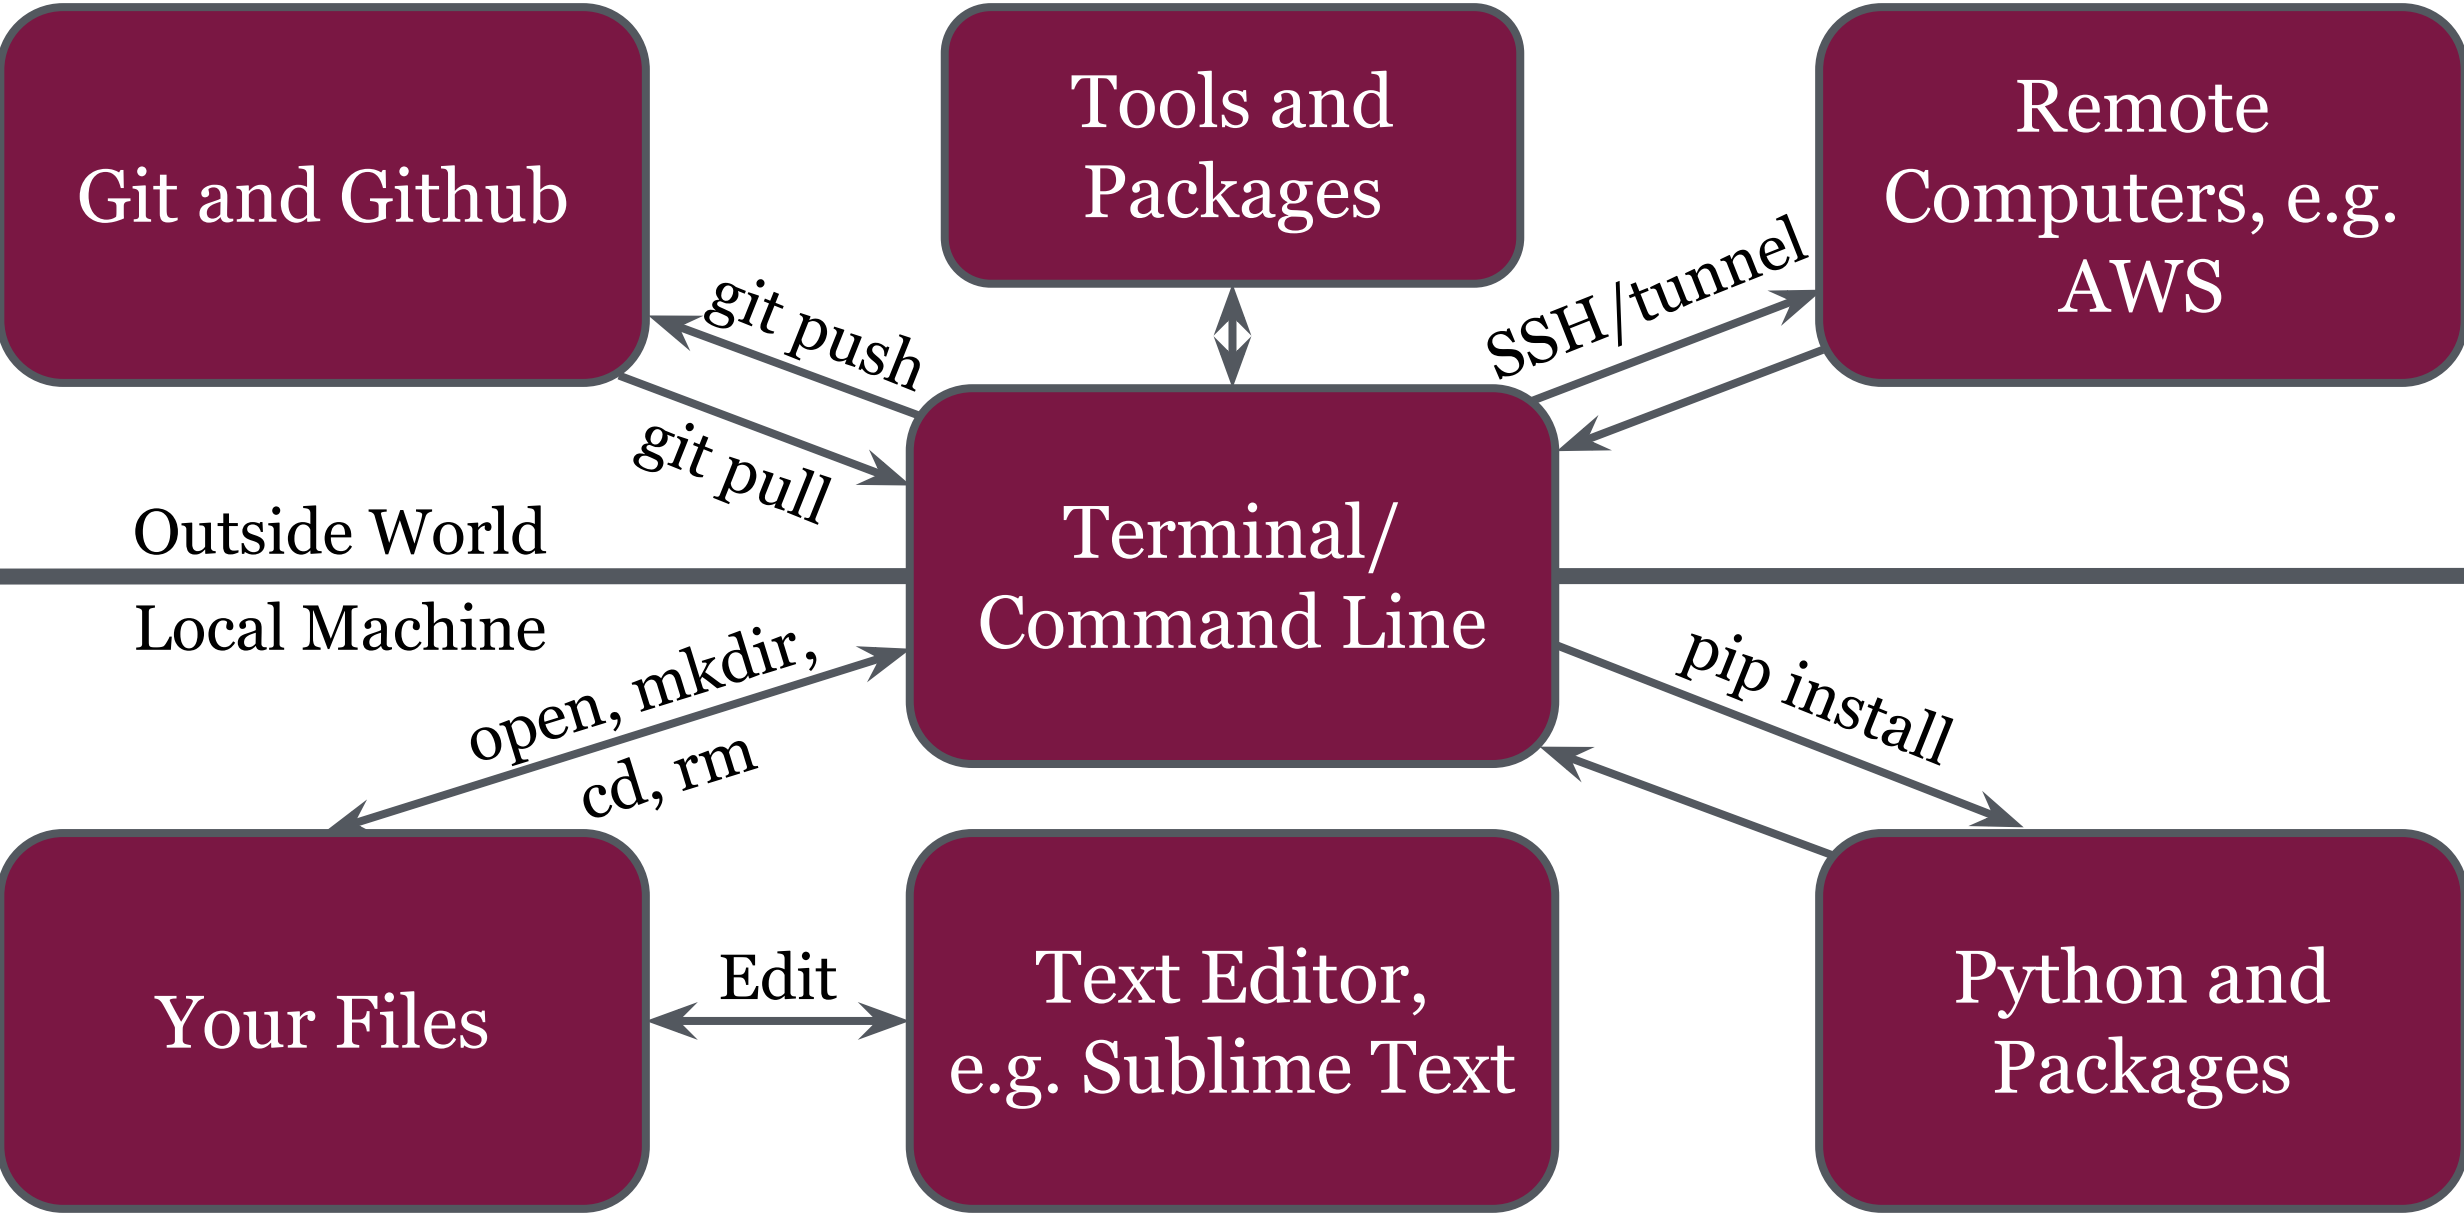 Git and Github
Tools and
Packages
Remote
Computers, e.g.
AWS
git push
git pull
SSH/tunnel
Outside World
Local Machine
Terminal/
Command Line
open, mkdir,
cd, rm
pip install
Your Files
Edit
Text Editor,
e.g. Sublime Text
Python and
Packages